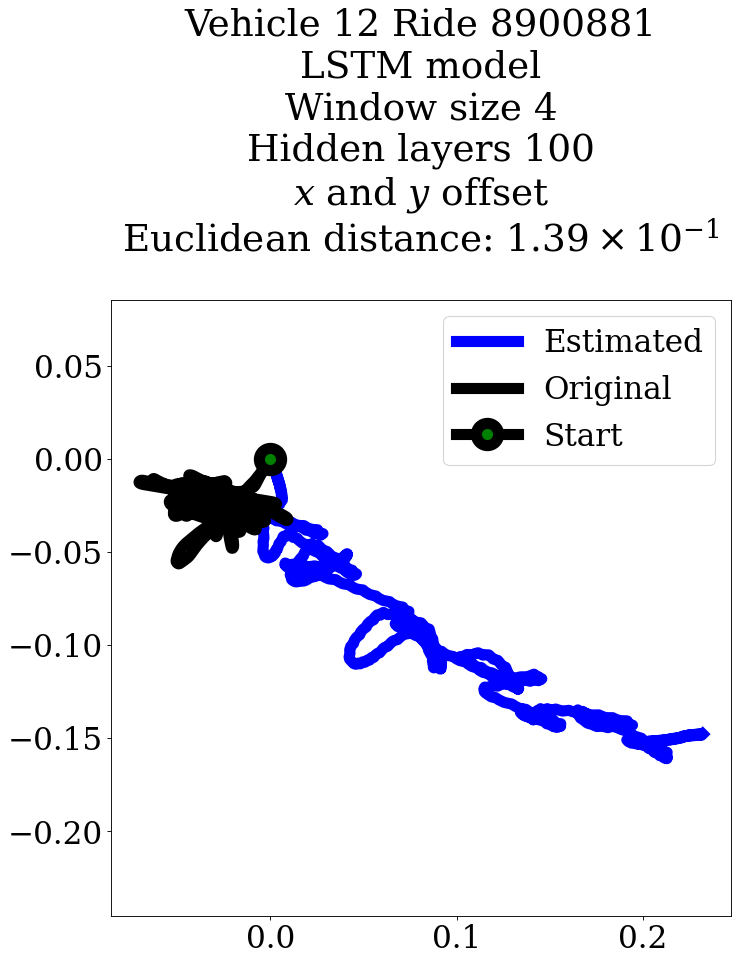 Vehicle 12 Ride 8900881
LSTM model
Window size 4
Hidden layers 100
x and y offset
Euclidean distance: 1.39 × 10⁻¹
Estimated
Original
Start
0.05
0.00
−0.05
−0.10
−0.15
−0.20
0.0 0.1 0.2